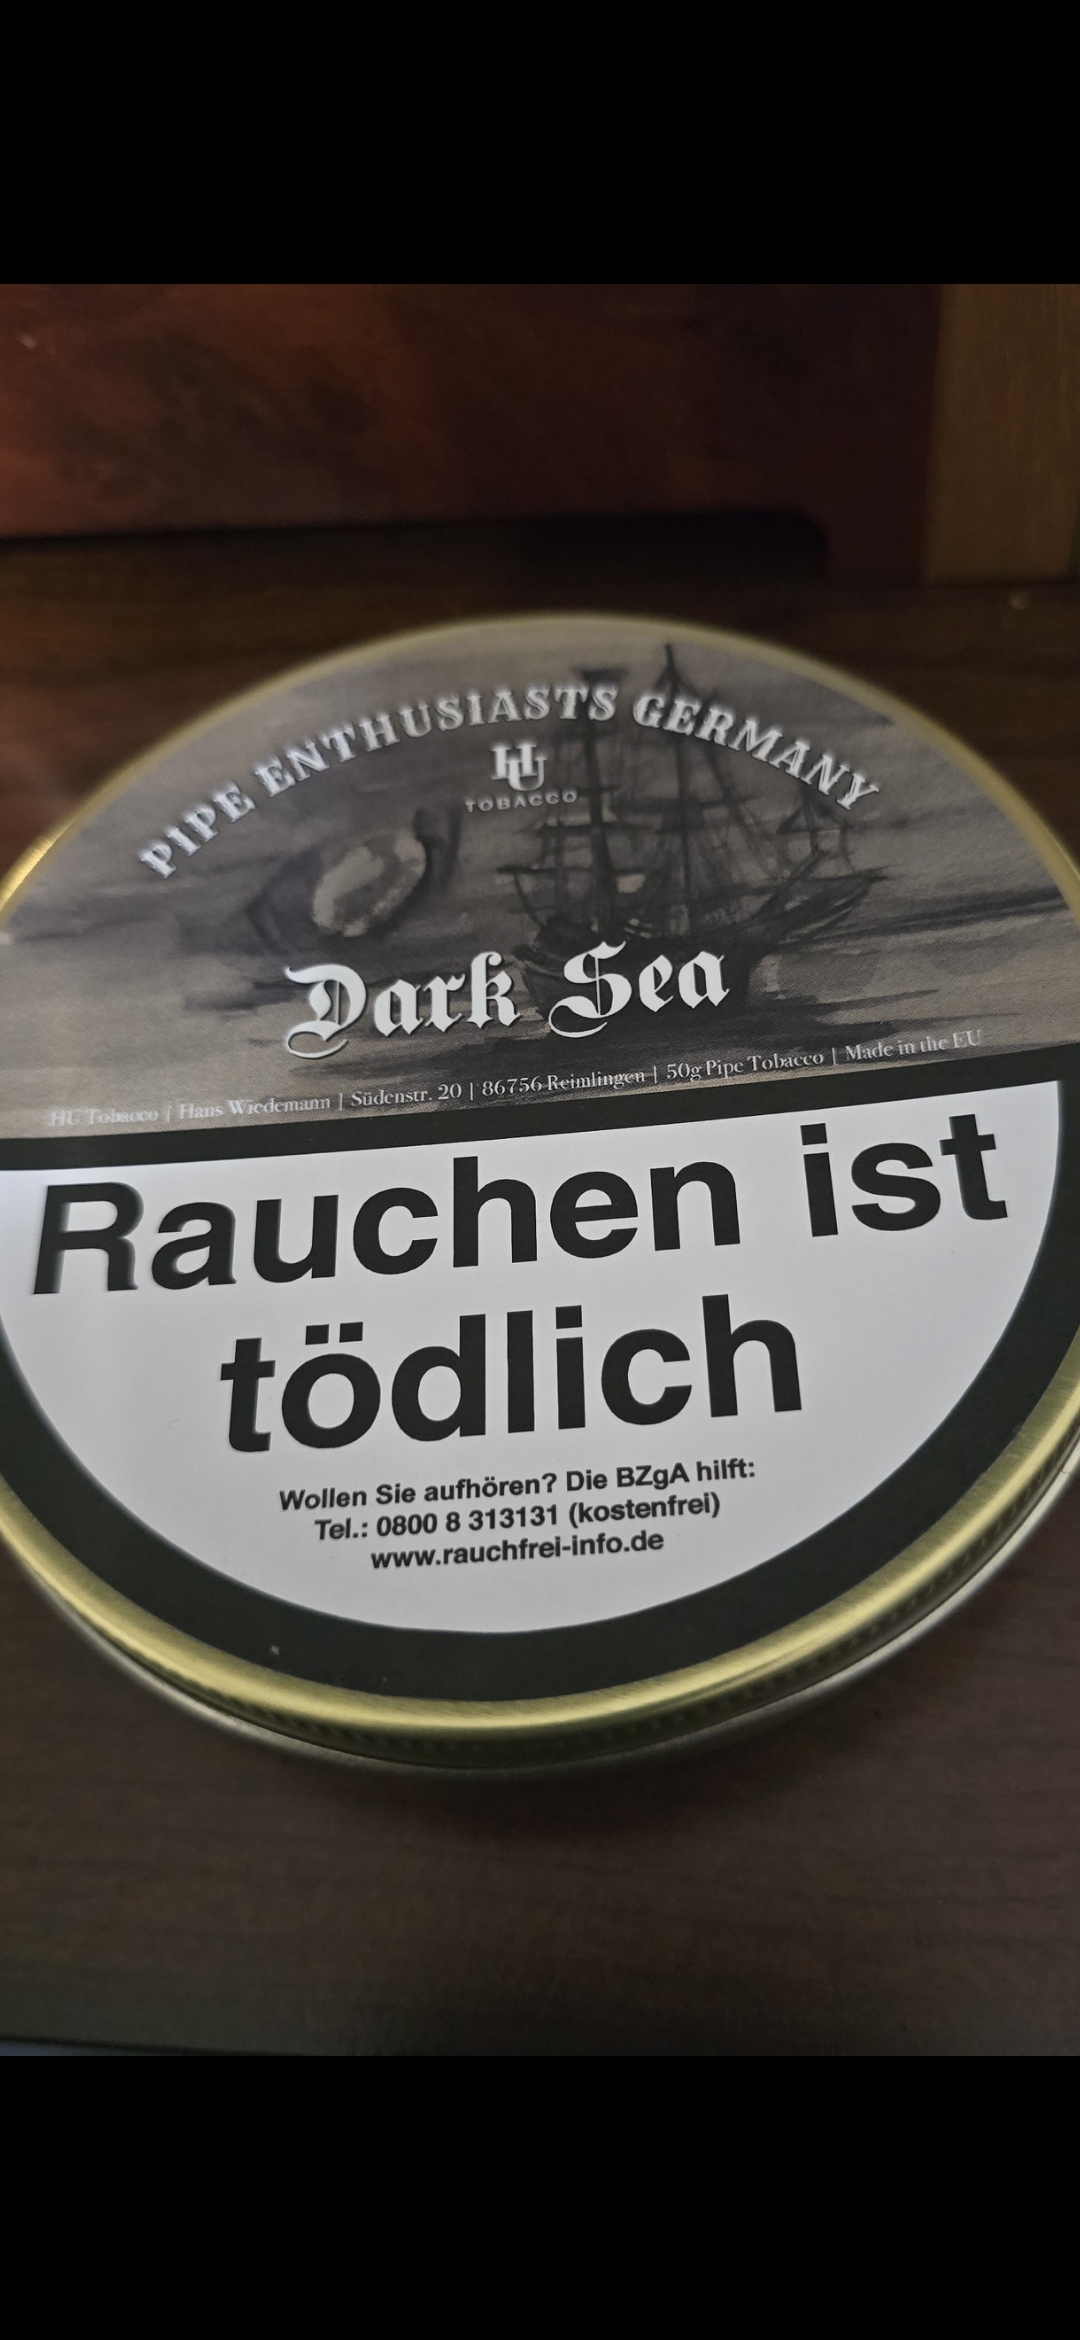 PIPE ENTHUSIASTS GERMANY
HU
TOBACCO
Dark Sea
HU Tobacco | Hans Wiedemann | Südenstr. 20 | 86756 Reimlingen | 50g Pipe Tobacco | Made in the EU
Rauchen ist
tödlich
Wollen Sie aufhören? Die BZgA hilft:
Tel.: 0800 8 313131 (kostenfrei)
www.rauchfrei-info.de